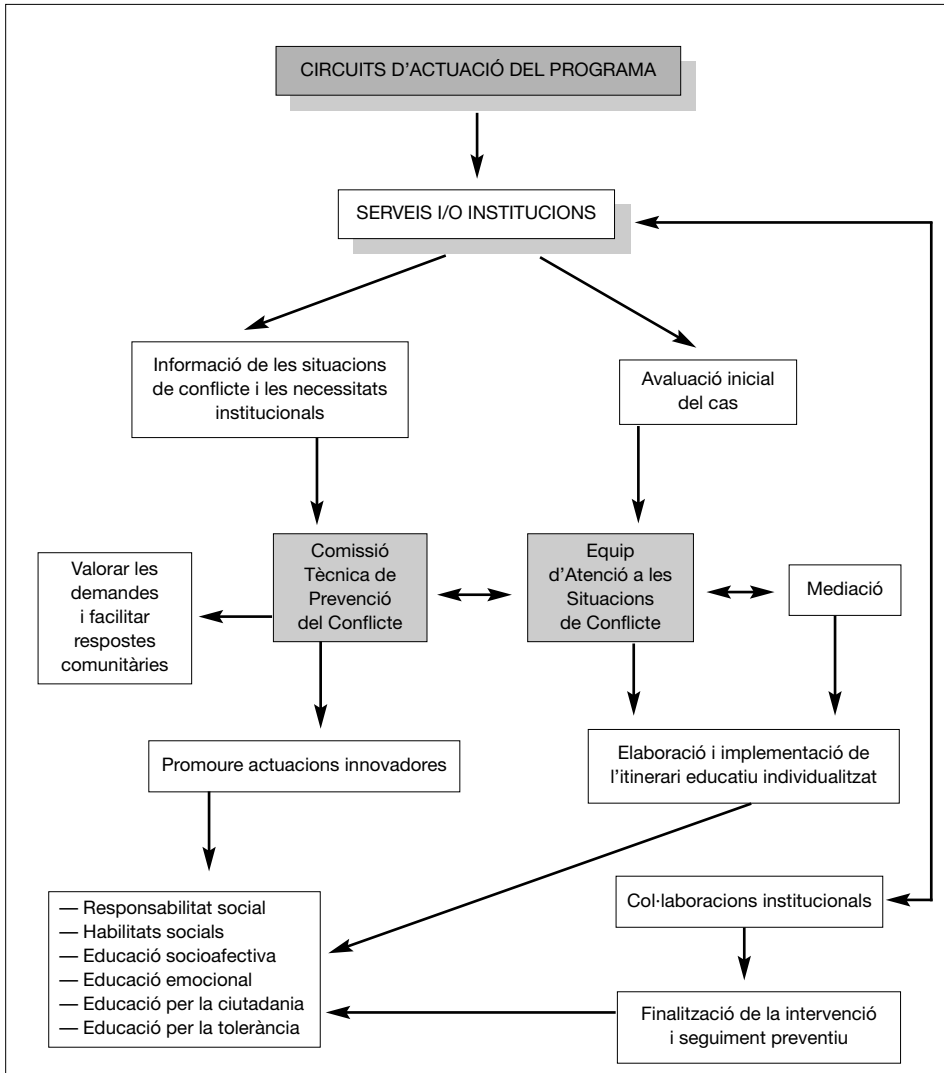 CIRCUITS D’ACTUACIÓ DEL PROGRAMA
SERVEIS I/O INSTITUCIONS
Informació de les situacions
de conflicte i les necessitats
institucionals
Avaluació inicial
del cas
Valorar les
demandes
i facilitar
respostes
comunitàries
Comissió
Tècnica de
Prevenció
del Conflicte
Equip
d’Atenció a les
Situacions
de Conflicte
Mediació
Promoure actuacions innovadores
Elaboració i implementació de
l’itinerari educatiu individualitzat
— Responsabilitat social
— Habilitats socials
— Educació socioafectiva
— Educació emocional
— Educació per la ciutadania
— Educació per la tolerància
Col·laboracions institucionals
Finalització de la intervenció
i seguiment preventiu